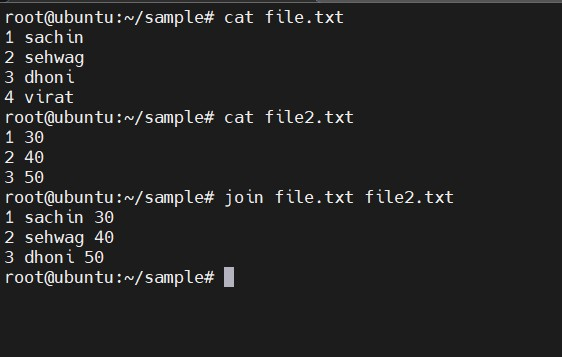 root@ubuntu:~/sample# cat file.txt
1 sachin
2 sehwag
3 dhoni
4 virat
root@ubuntu:~/sample# cat file2.txt
1 30
2 40
3 50
root@ubuntu:~/sample# join file.txt file2.txt
1 sachin 30
2 sehwag 40
3 dhoni 50
root@ubuntu:~/sample#